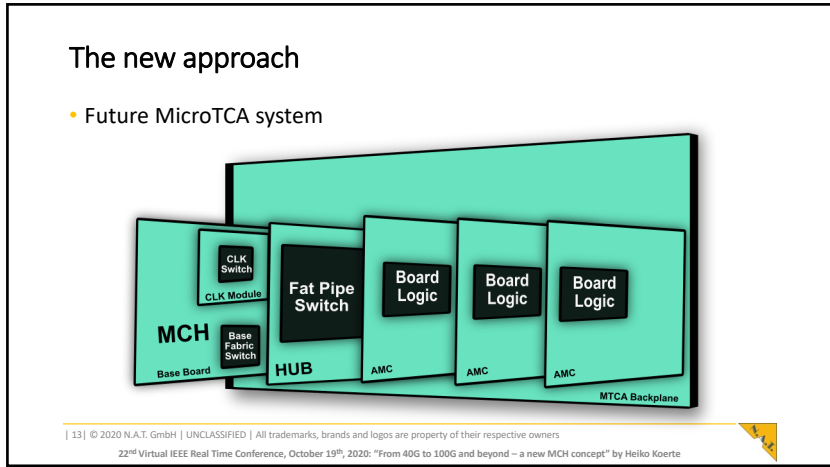 The new approach
• Future MicroTCA system
CLK
Switch
CLK Module
MCH
Base
Fabric
Switch
Base Board
Fat Pipe
Switch
HUB
Board
Logic
AMC
Board
Logic
AMC
Board
Logic
AMC
MTCA Backplane
| 13| © 2020 N.A.T. GmbH | UNCLASSIFIED | All trademarks, brands and logos are property of their respective owners
22nd Virtual IEEE Real Time Conference, October 19th, 2020: “From 40G to 100G and beyond – a new MCH concept” by Heiko Koerte
N.A.T.